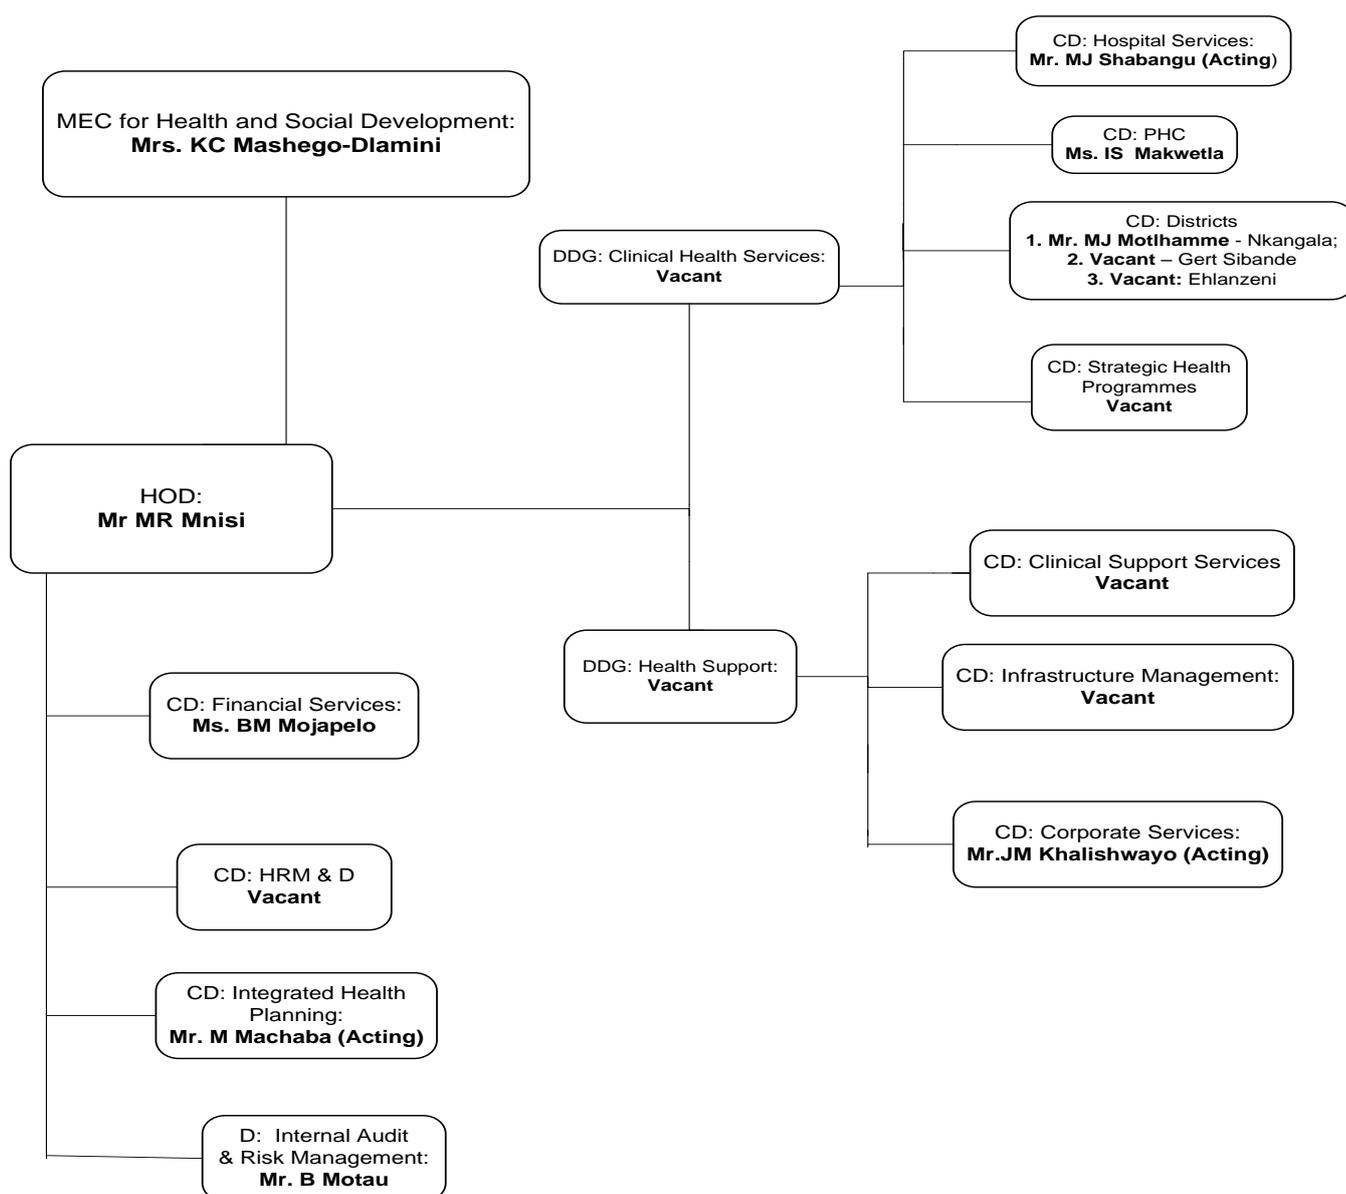 MEC for Health and Social Development:
Mrs. KC Mashego-Dlamini
HOD:
Mr MR Mnisi
CD: Financial Services:
Ms. BM Mojapelo
CD: HRM & D
Vacant
CD: Integrated Health
Planning:
Mr. M Machaba (Acting)
D: Internal Audit
& Risk Management:
Mr. B Motau
DDG: Clinical Health Services:
Vacant
CD: Hospital Services:
Mr. MJ Shabangu (Acting)
CD: PHC
Ms. IS Makwetla
CD: Districts
1. Mr. MJ Motlhamme - Nkangala;
2. Vacant – Gert Sibande
3. Vacant: Ehlanzeni
CD: Strategic Health
Programmes
Vacant
DDG: Health Support:
Vacant
CD: Clinical Support Services
Vacant
CD: Infrastructure Management:
Vacant
CD: Corporate Services:
Mr.JM Khalishwayo (Acting)